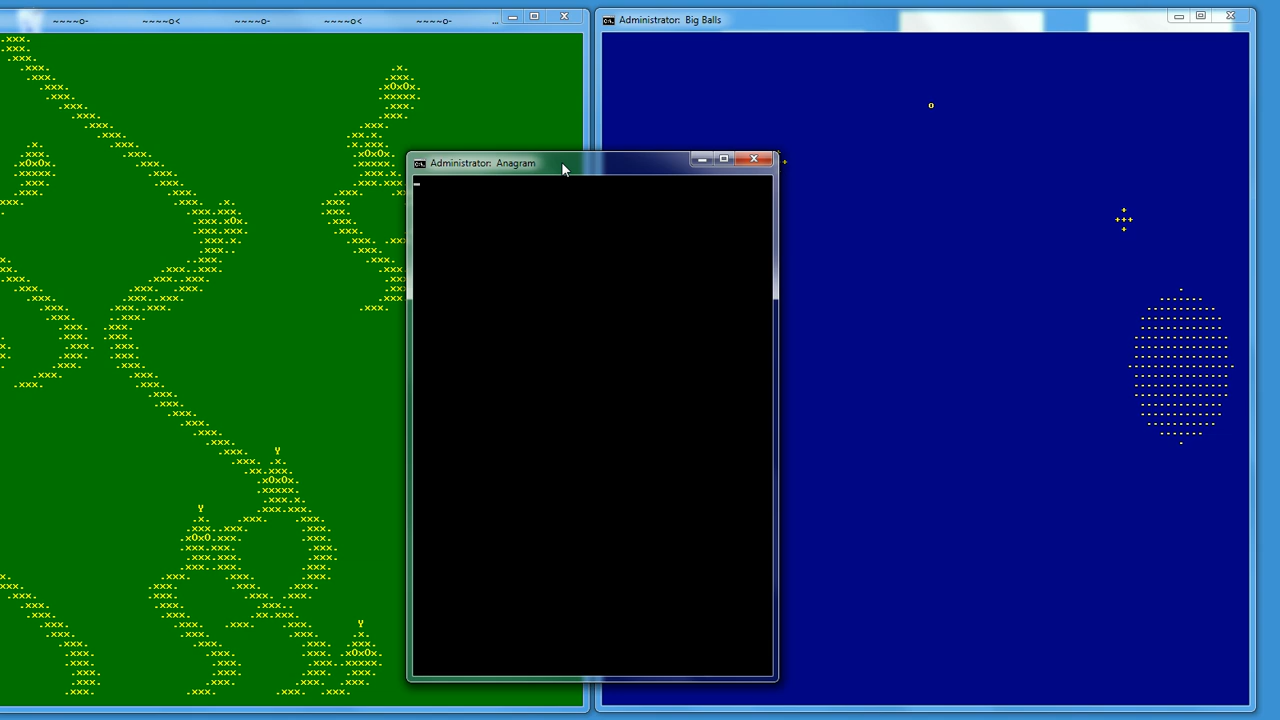 ~~~~o-   ~~~~o<   ~~~~o-   ~~~~o<   ~~~~o-   ...
Administrator:  Big Balls
Administrator:  Anagram